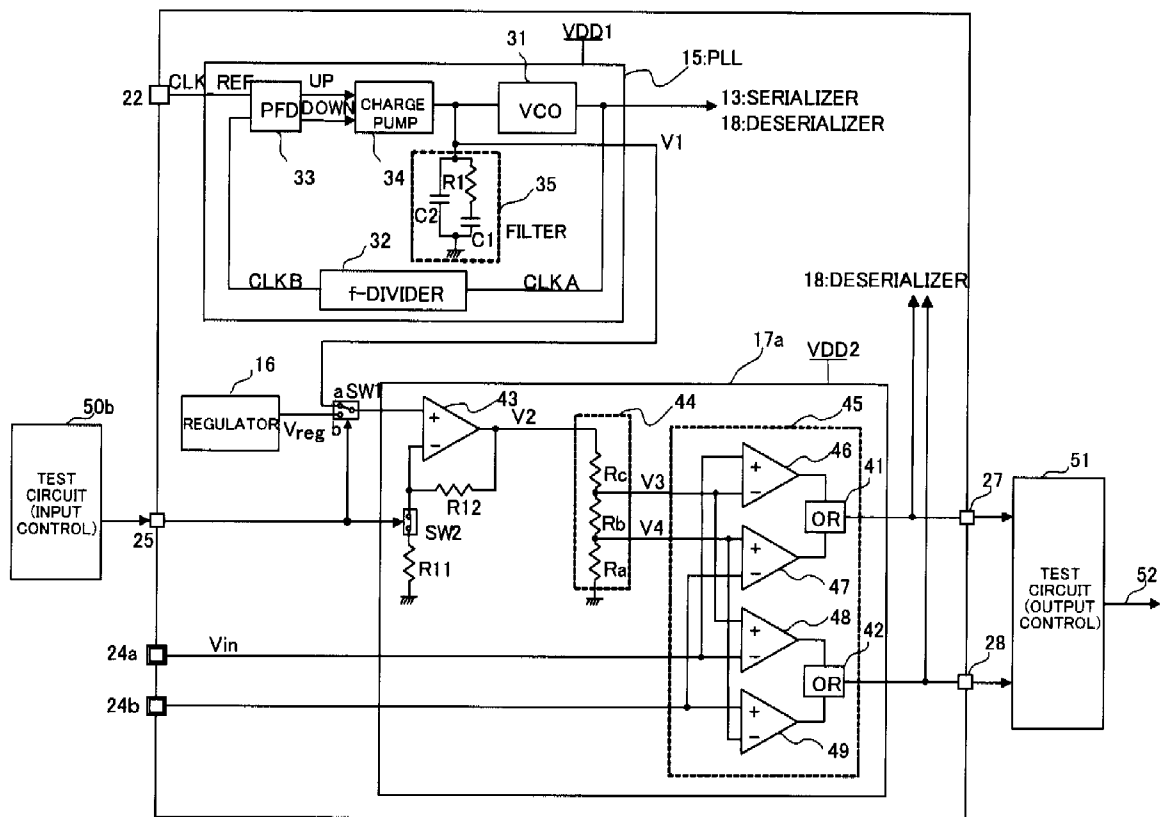 VDD1
31
15:PLL
CLK_REF
UP
22
PFD
DOWN
CHARGE
PUMP
VCO
13:SERIALIZER
18:DESERIALIZER
V1
33
34
R1
35
C2
C1
FILTER
32
CLKB
f-DIVIDER
CLKA
18:DESERIALIZER
17a
VDD2
16
a
SW1
43
V2
44
45
50b
REGULATOR
Vreg
b
+
−
46
51
TEST
CIRCUIT
(INPUT
CONTROL)
R12
Rc
V3
+
−
41
27
OR
25
SW2
Rb
V4
+
−
R11
Ra
47
TEST
CIRCUIT
(OUTPUT
CONTROL)
52
48
42
24a
Vin
+
−
28
OR
24b
+
−
49